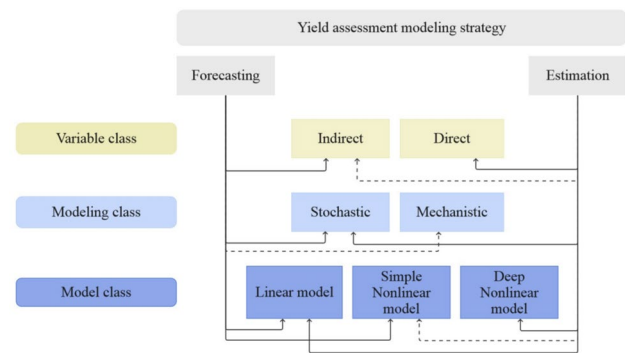 Yield assessment modeling strategy
Forecasting
Estimation
Variable class
Indirect
Direct
Modeling class
Stochastic
Mechanistic
Model class
Linear model
Simple
Nonlinear
model
Deep
Nonlinear
model